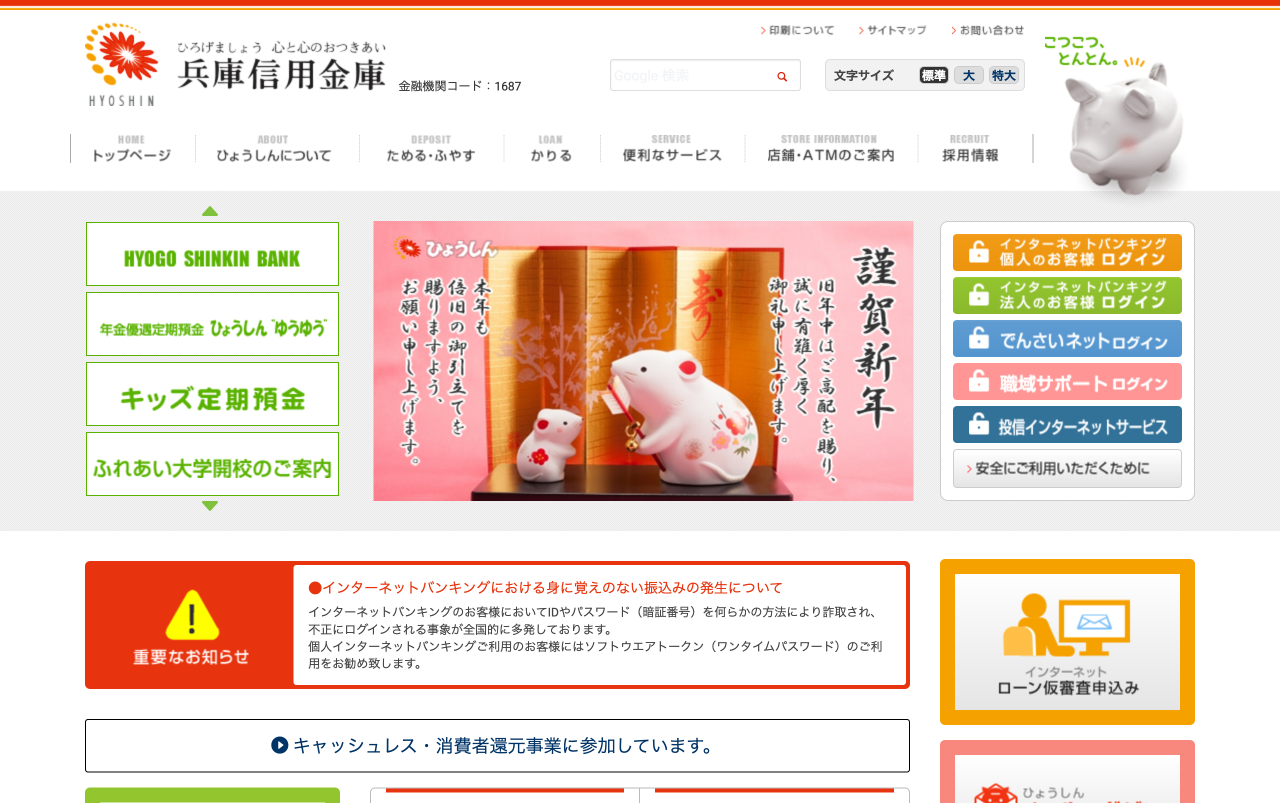 印刷について
サイトマップ
お問い合わせ
こつこつ、
とんとん。
ひろげましょう 心と心のおつきあい
兵庫信用金庫
HYOSHIN
金融機関コード：1687
Google 検索
文字サイズ
標準
大
特大
HOME
トップページ
ABOUT
ひょうしんについて
DEPOSIT
ためる・ふやす
LOAN
かりる
SERVICE
便利なサービス
STORE INFORMATION
店舗・ATMのご案内
RECRUIT
採用情報
HYOGO SHINKIN BANK
年金優遇定期預金 ひょうしん"ゆうゆう"
キッズ定期預金
ふれあい大学開校のご案内
ひょうしん
謹賀新年
旧年中はご高配を賜り、
誠に有難く厚く
御礼申し上げます。
寿
本年も
倍旧の御引立てを
賜りますよう、
お願い申し上げます。
インターネットバンキング
個人のお客様 ログイン
インターネットバンキング
法人のお客様 ログイン
でんさいネット ログイン
職域サポート ログイン
投信インターネットサービス
安全にご利用いただくために
重要なお知らせ
●インターネットバンキングにおける身に覚えのない振込みの発生について
インターネットバンキングのお客様においてIDやパスワード（暗証番号）を何らかの方法により詐取され、
不正にログインされる事象が全国的に多発しております。
個人インターネットバンキングご利用のお客様にはソフトウエアトークン（ワンタイムパスワード）のご利
用をお勧め致します。
インターネット
ローン仮審査申込み
キャッシュレス・消費者還元事業に参加しています。
ひょうしん